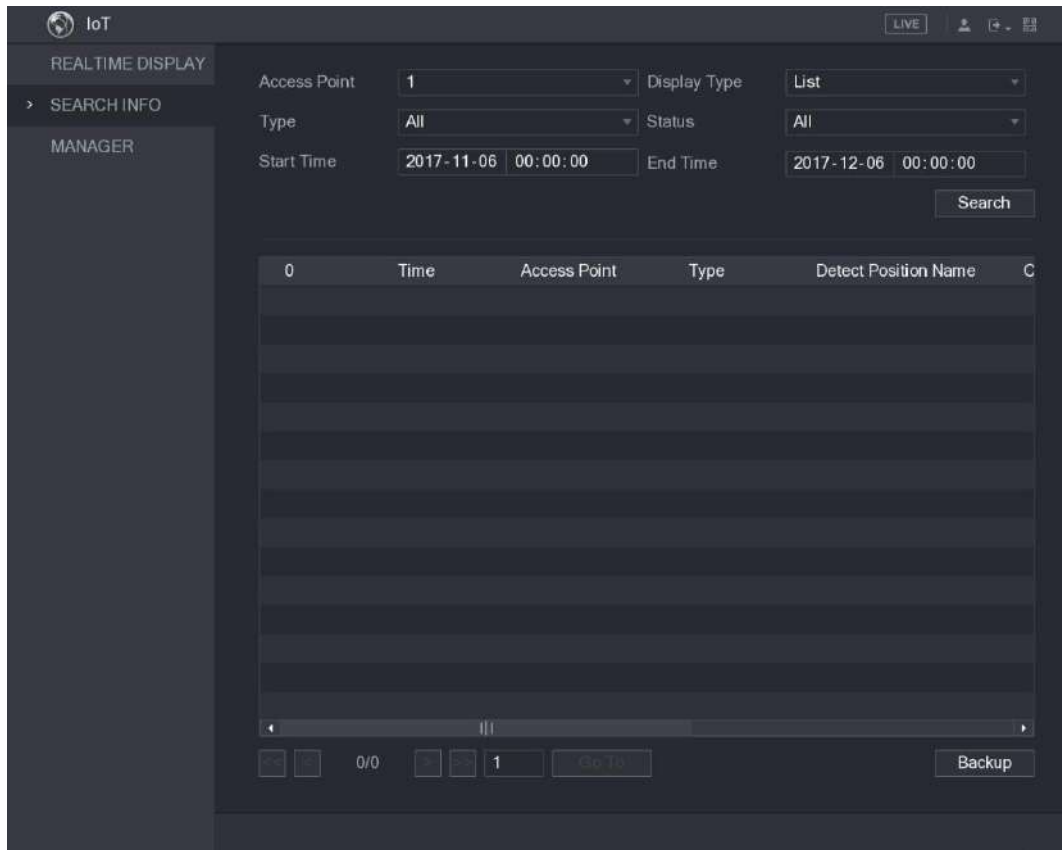 IoT LIVE
REALTIME DISPLAY
SEARCH INFO
MANAGER
Access Point 1 Display Type List
Type All Status All
Start Time 2017-11-06 00:00:00 End Time 2017-12-06 00:00:00
Search
0 Time Access Point Type Detect Position Name C
<< < 0/0 > >> 1 Go To Backup